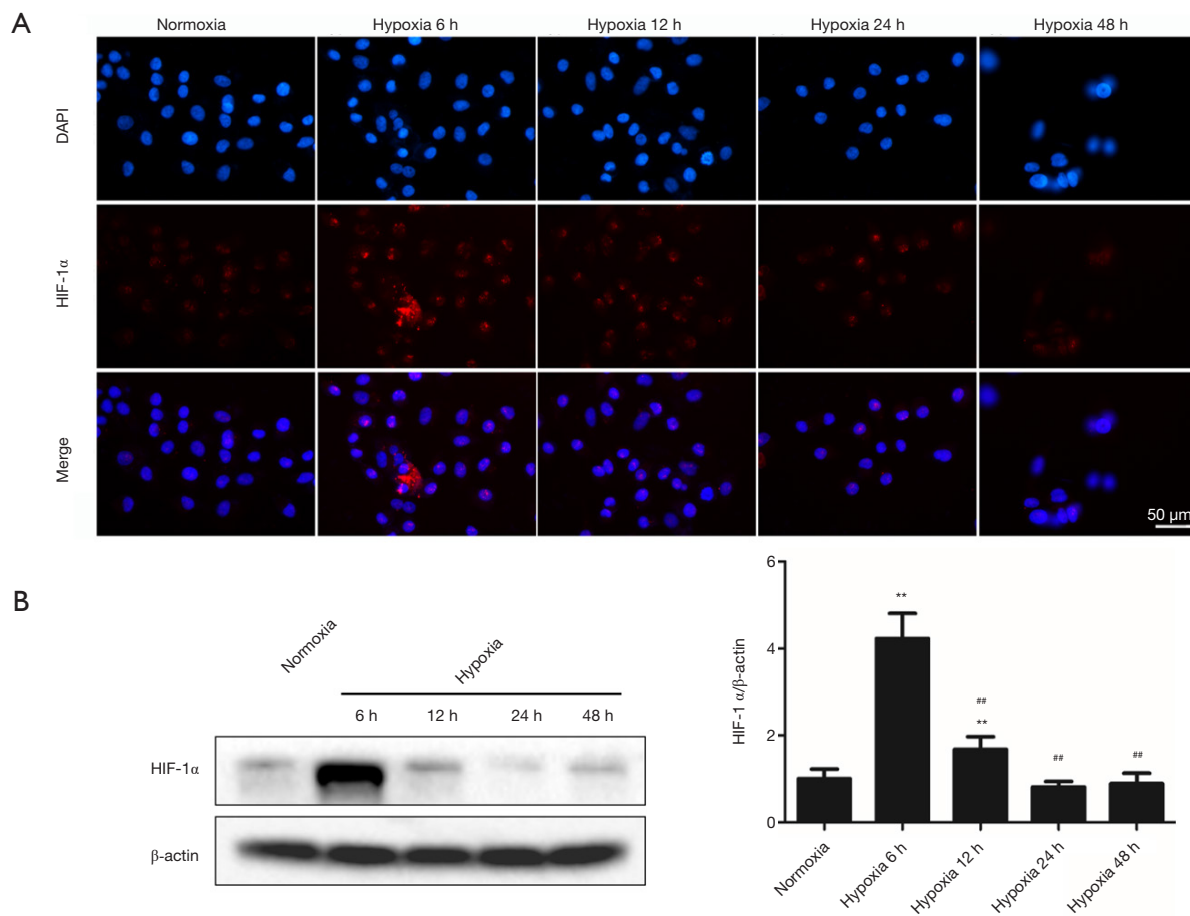 A
Normoxia
Hypoxia 6 h
Hypoxia 12 h
Hypoxia 24 h
Hypoxia 48 h
DAPI
HIF-1α
Merge
50 μm
B
Normoxia
Hypoxia
6 h
12 h
24 h
48 h
HIF-1α
β-actin
HIF-1 α/β-actin
6
4
2
0
**
##
**
##
##
Normoxia
Hypoxia 6 h
Hypoxia 12 h
Hypoxia 24 h
Hypoxia 48 h